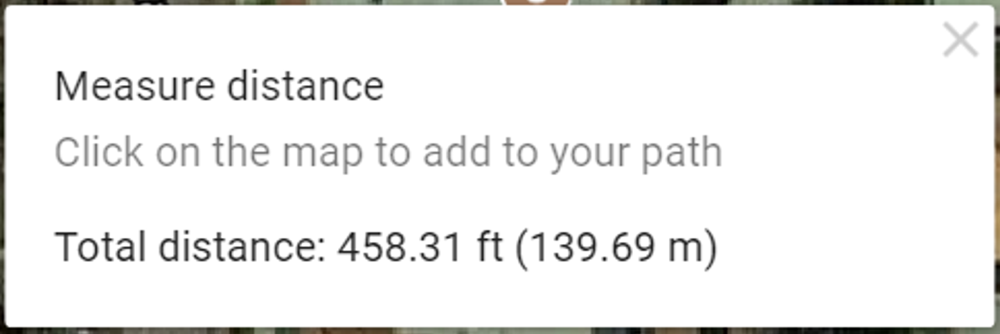 Measure distance
Click on the map to add to your path
Total distance: 458.31 ft (139.69 m)